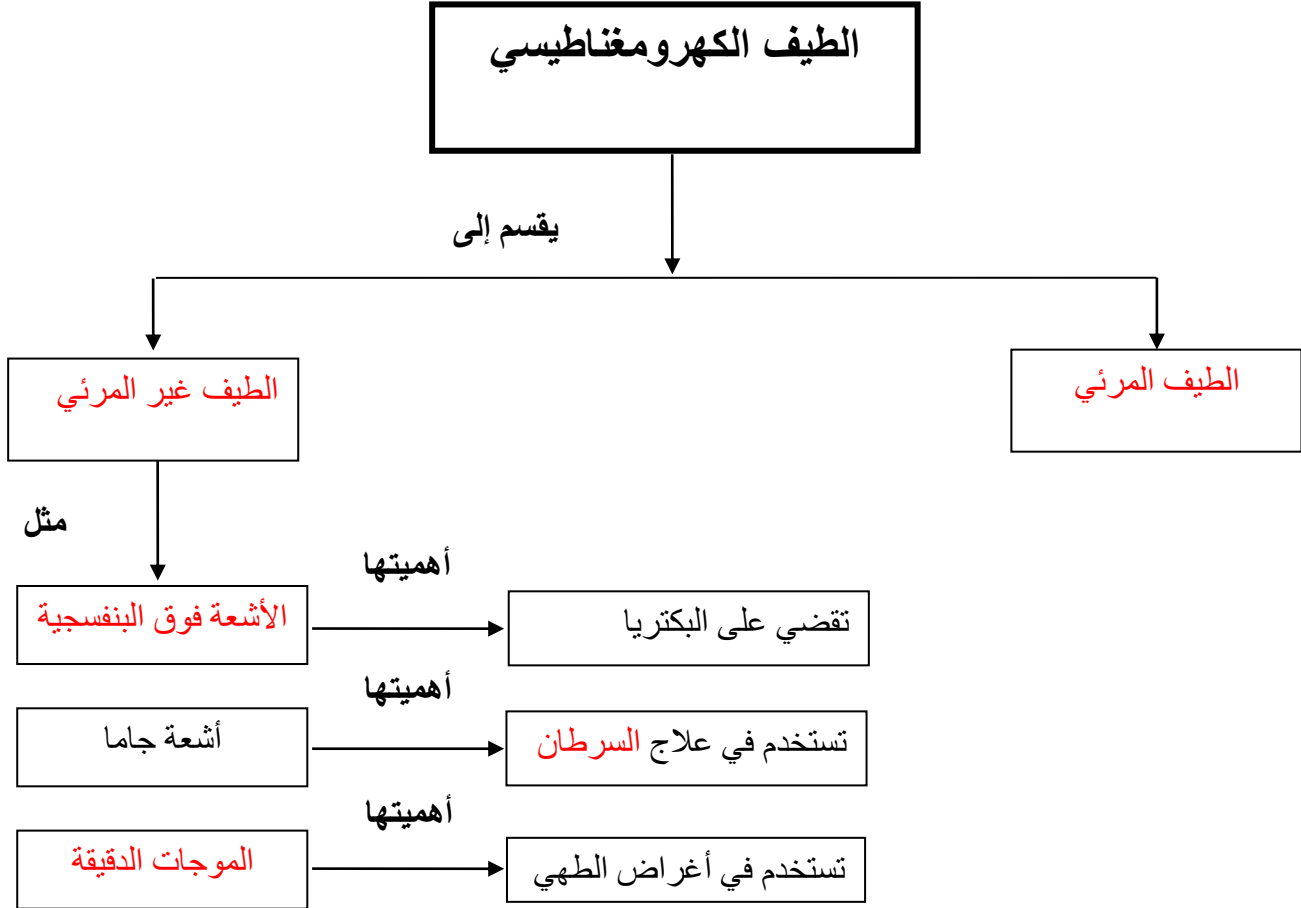 الطيف الكهرومغناطيسي
يقسم إلى
الطيف المرئي
الطيف غير المرئي
مثل
أهميتها
الأشعة فوق البنفسجية
تقضي على البكتريا
أهميتها
أشعة جاما
تستخدم في علاج السرطان
أهميتها
الموجات الدقيقة
تستخدم في أغراض الطهي